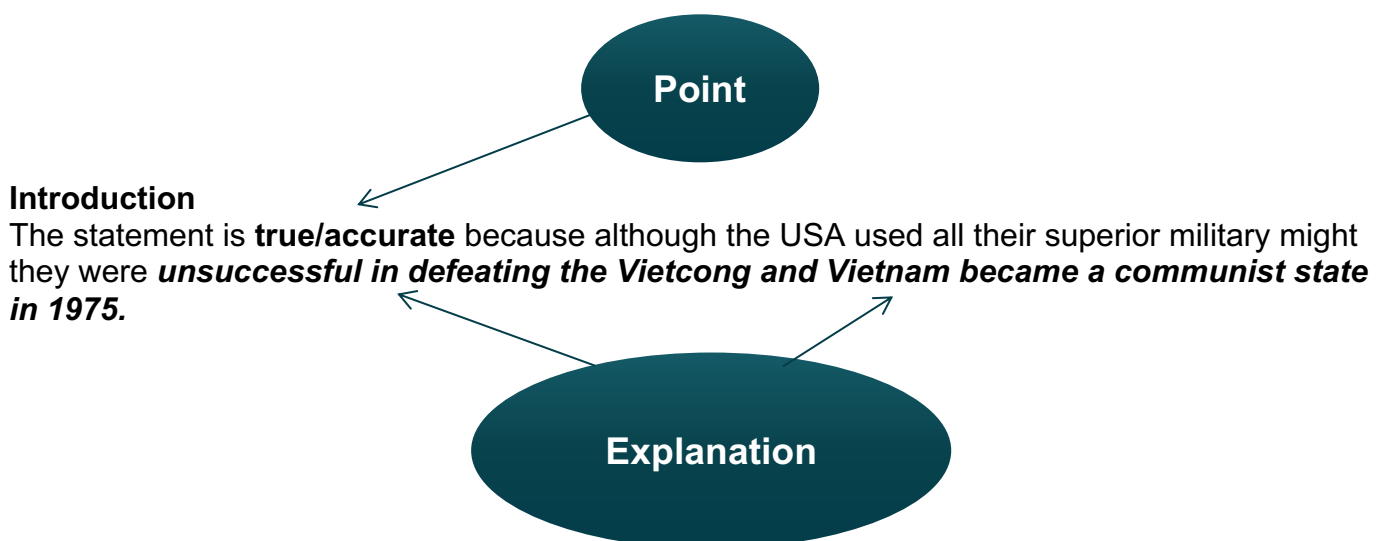 Point
Introduction
The statement is true/accurate because although the USA used all their superior military might
they were unsuccessful in defeating the Vietcong and Vietnam became a communist state
in 1975.
Explanation